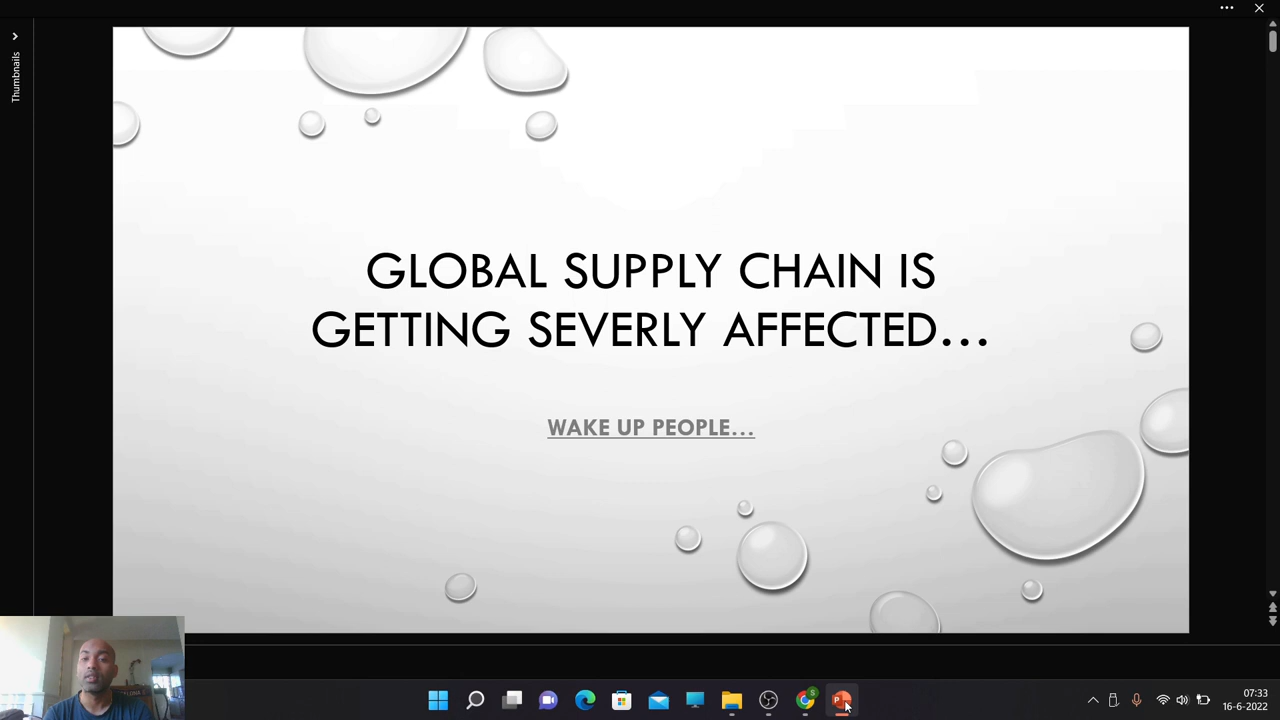 Thumbnails
GLOBAL SUPPLY CHAIN IS
GETTING SEVERLY AFFECTED...
WAKE UP PEOPLE...
S
P
07:33
16-6-2022